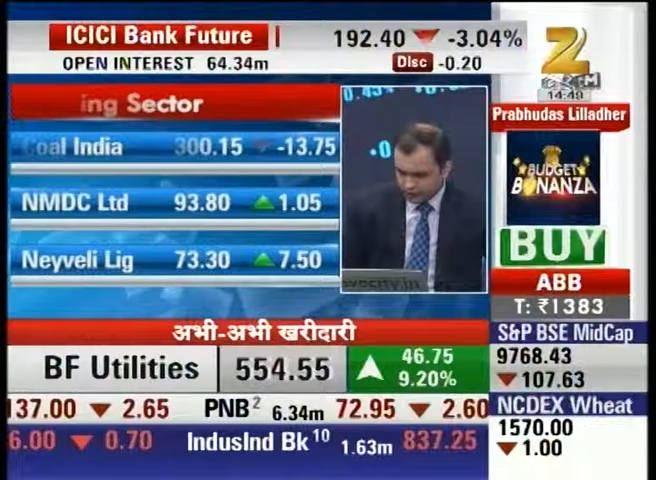 ICICI Bank Future 192.40 -3.04%
OPEN INTEREST 64.34m Disc -0.20
14:49
ing Sector
Coal India 300.15 -13.75
NMDC Ltd 93.80 1.05
Neyveli Lig 73.30 7.50
Prabhudas Lilladher
BUDGET
BONANZA
BUY
ABB
T: ₹1383
अभी-अभी खरीदारी
BF Utilities 554.55 46.75
9.20%
S&P BSE MidCap
9768.43
107.63
NCDEX Wheat
1570.00
1.00
137.00 2.65 PNB 2 6.34m 72.95 2.60
6.00 0.70 IndusInd Bk 10 1.63m 837.25